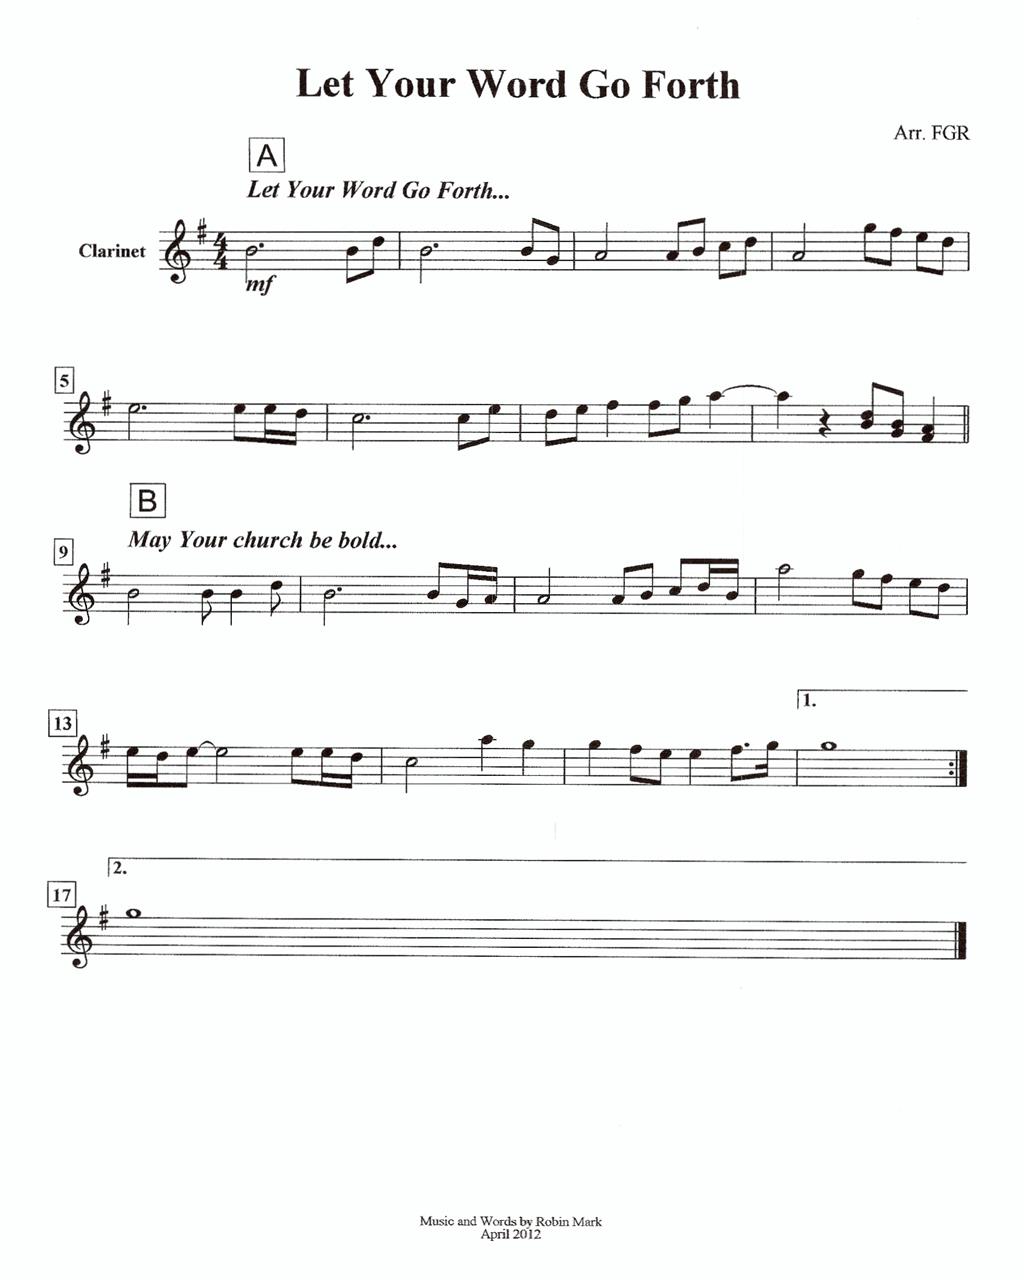 Let Your Word Go Forth
Arr. FGR
A
Let Your Word Go Forth...
Clarinet
4
4
mf
5
B
May Your church be bold...
9
13
1.
2.
17
Music and Words by Robin Mark
April 2012